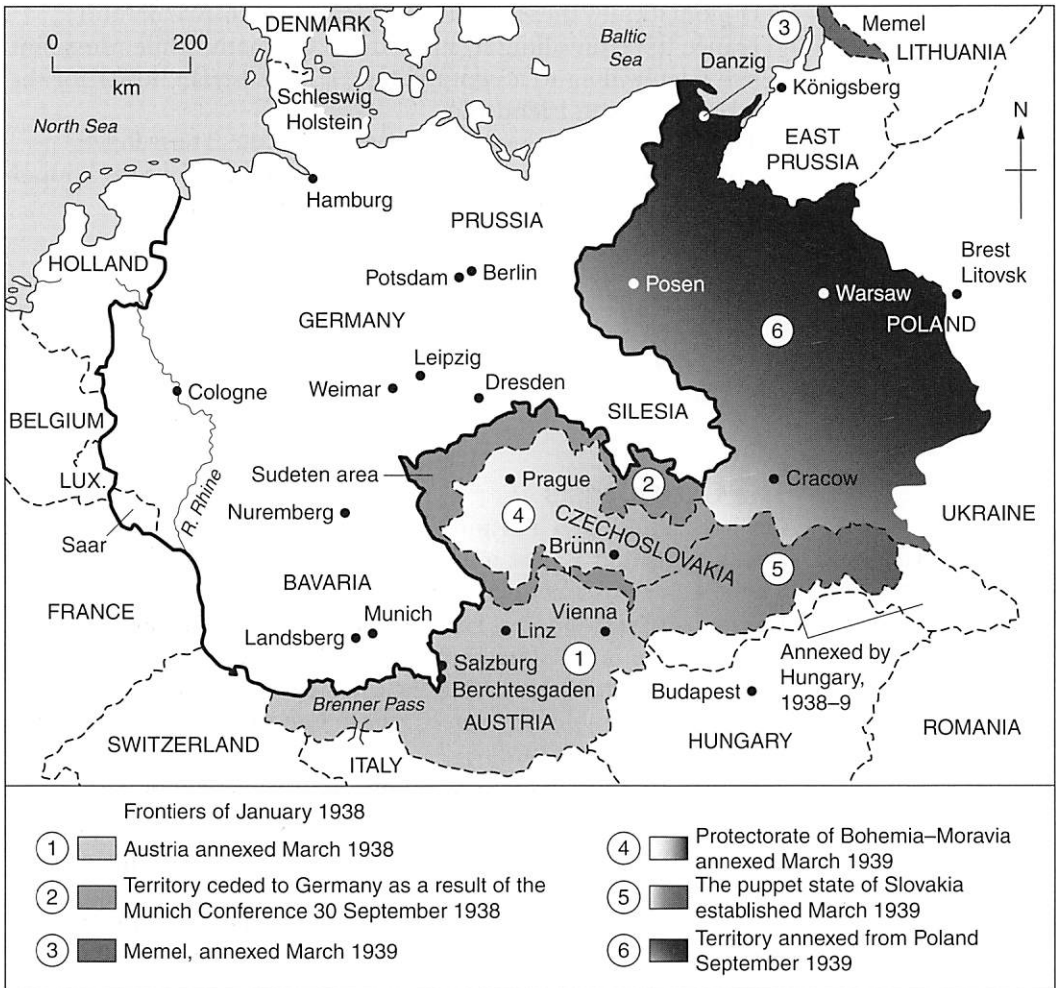 DENMARK
0 200
km
Baltic
Sea
3
Memel
LITHUANIA
Danzig
Königsberg
Schleswig
Holstein
North Sea
EAST
PRUSSIA
N
Hamburg
PRUSSIA
HOLLAND
Potsdam
Berlin
Posen
Warsaw
Brest
Litovsk
GERMANY
6
POLAND
Leipzig
Weimar
Dresden
Cologne
SILESIA
BELGIUM
Sudeten area
LUX.
R. Rhine
Prague
2
Cracow
Nuremberg
4
CZECHOSLOVAKIA
UKRAINE
Saar
Brünn
5
BAVARIA
FRANCE
Munich
Vienna
Landsberg
Linz
1
Annexed by
Hungary,
1938–9
Salzburg
Berchtesgaden
Budapest
Brenner Pass
AUSTRIA
SWITZERLAND
ITALY
HUNGARY
ROMANIA
Frontiers of January 1938
1 Austria annexed March 1938
2 Territory ceded to Germany as a result of the
Munich Conference 30 September 1938
3 Memel, annexed March 1939
4 Protectorate of Bohemia–Moravia
annexed March 1939
5 The puppet state of Slovakia
established March 1939
6 Territory annexed from Poland
September 1939